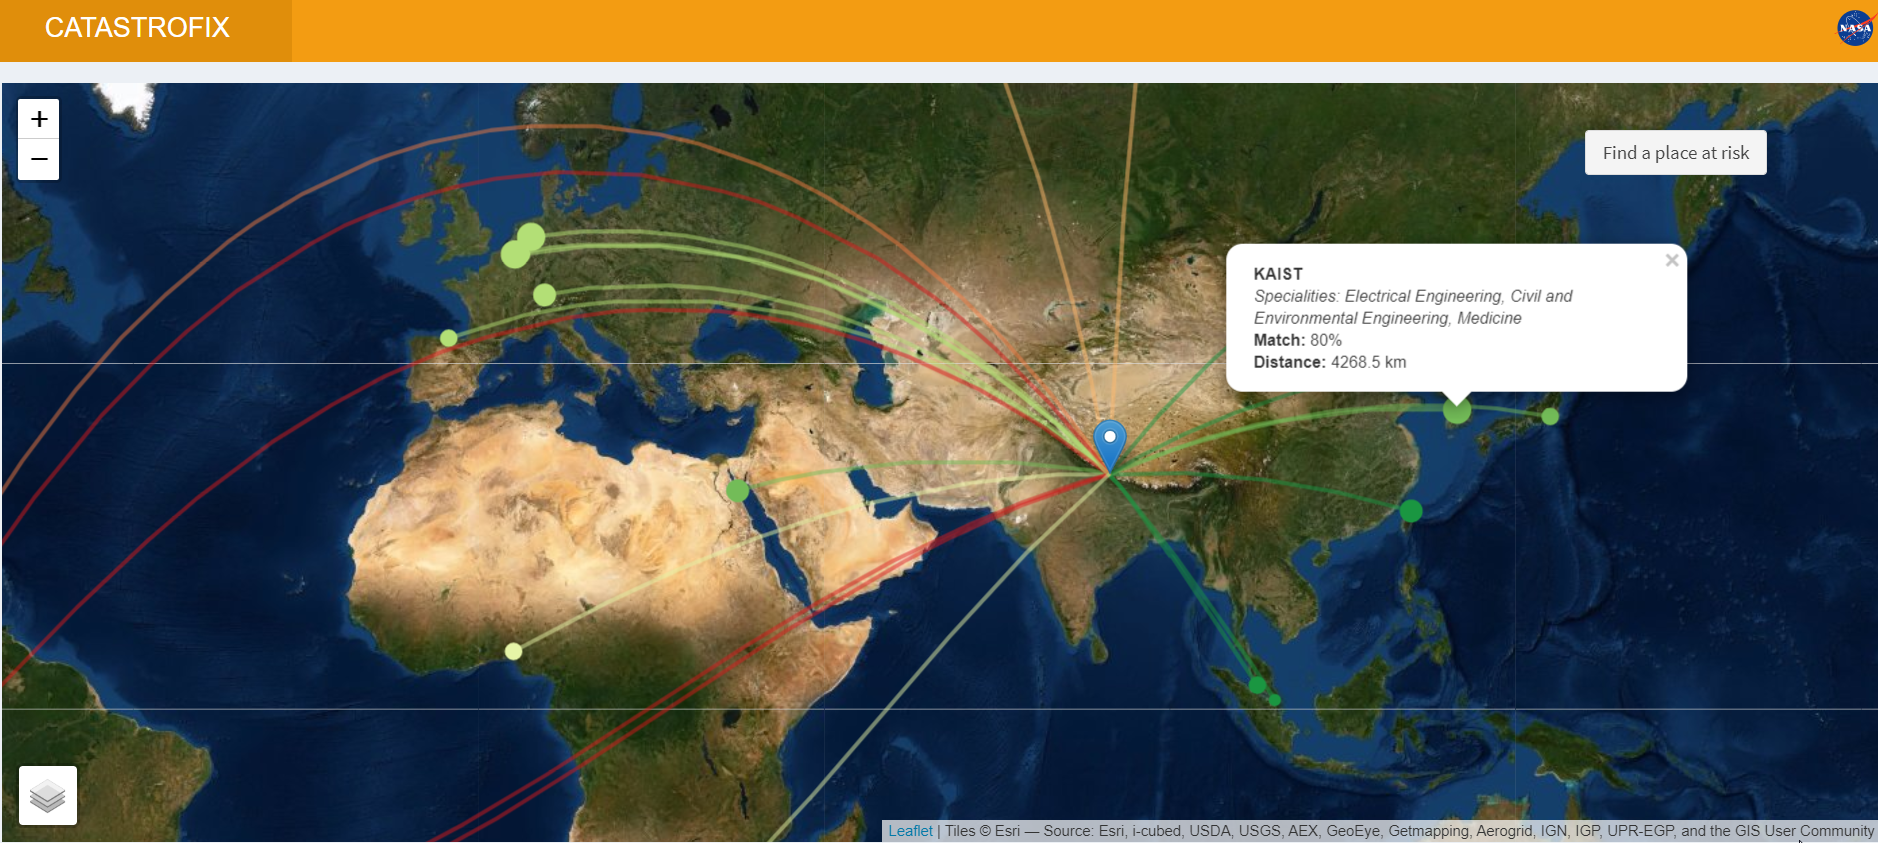 CATASTROFIX
NASA
+
−
Find a place at risk
KAIST
×
Specialities: Electrical Engineering, Civil and
Environmental Engineering, Medicine
Match: 80%
Distance: 4268.5 km
Leaflet | Tiles © Esri — Source: Esri, i-cubed, USDA, USGS, AEX, GeoEye, Getmapping, Aerogrid, IGN, IGP, UPR-EGP, and the GIS User Community